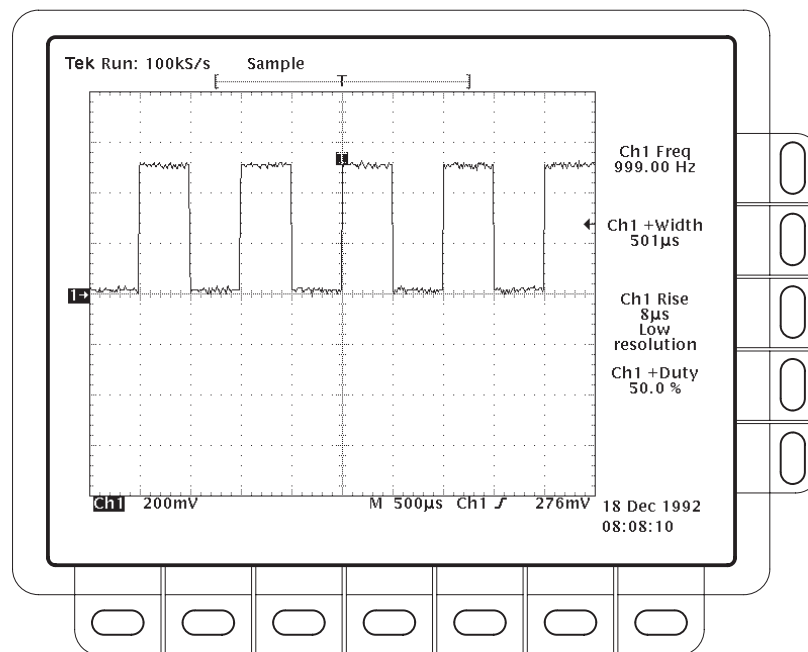 Tek Run: 100kS/s Sample
T
T
Ch1 Freq
999.00 Hz
Ch1 +Width
501µs
1→
Ch1 Rise
8µs
Low
resolution
Ch1 +Duty
50.0 %
Ch1 200mV M 500µs Ch1 276mV
18 Dec 1992
08:08:10